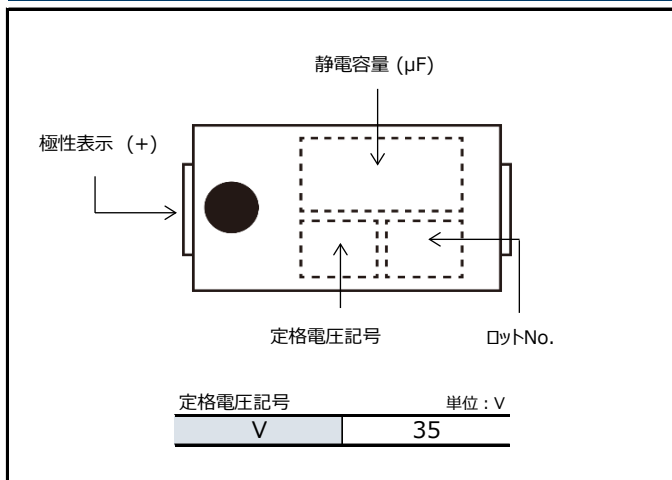 静電容量 (μF)
極性表示 (+)
定格電圧記号
ロットNo.
定格電圧記号 単位：V
V 35